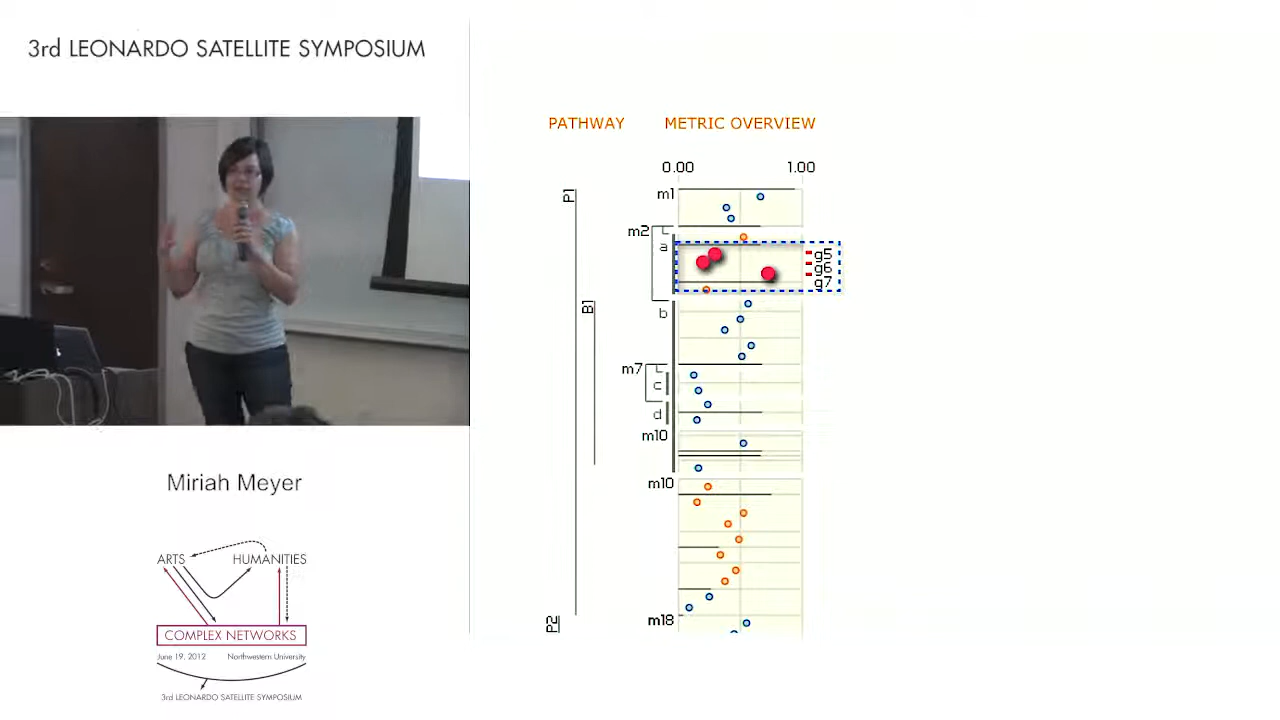 3rd LEONARDO SATELLITE SYMPOSIUM
PATHWAY
METRIC OVERVIEW
0.00 1.00
P1
m1
m2
a
g5
g6
g7
B1
b
m7
c
d
m10
m10
P2
m18
Miriah Meyer
ARTS HUMANITIES
COMPLEX NETWORKS
June 19, 2012 Northwestern University
3rd LEONARDO SATELLITE SYMPOSIUM